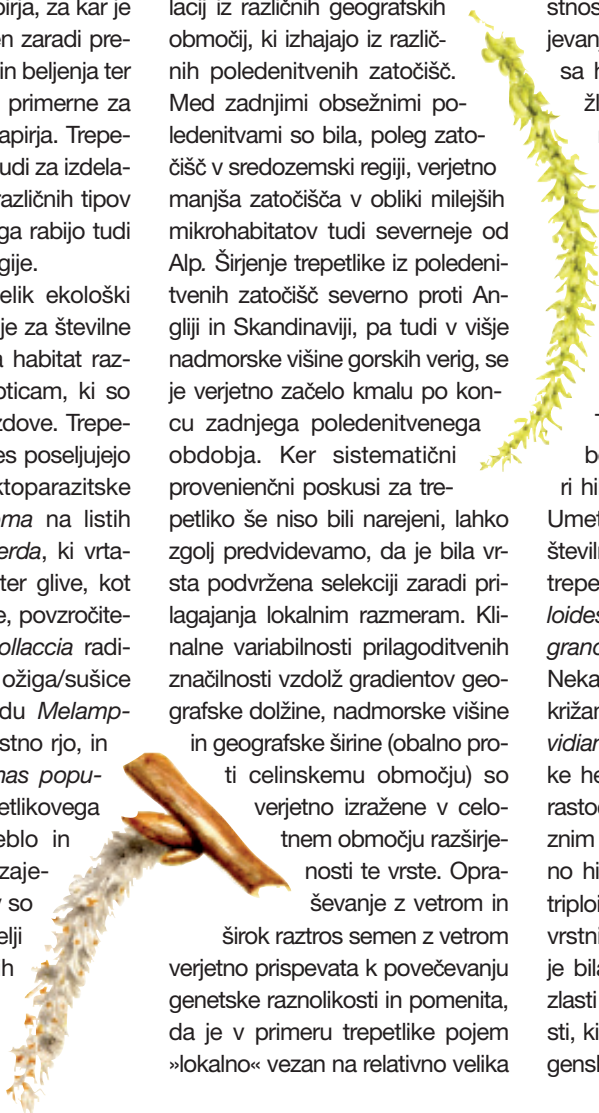 pirja, za kar je
en zaradi pre-
in beljenja ter
primerne za
apirja. Trepe-
udi za izdela-
azličnih tipov
ga rabijo tudi
gije.
elik ekološki
je za številne
a habitat raz-
pticam, ki so
zdove. Trepe-
es poseljujejo
ktoparazitske
oma na listih
erda, ki vrta-
ter glive, kot
e, povzročite-
ollaccia radi-
ožiga/sušice
du Melamp-
stno rjo, in
nas popu-
etlikovega
eblo in
zaje-
v so
elji
h
lacij iz različnih geografskih
območij, ki izhajajo iz različ-
nih poledenitvenih zatočišč.
Med zadnjimi obsežnimi po-
ledenitvami so bila, poleg zato-
čišč v sredozemski regiji, verjetno
manjša zatočišča v obliki milejših
mikrohabitatov tudi severneje od
Alp. Širjenje trepetlike iz poledeni-
tvenih zatočišč severno proti An-
gliji in Skandinaviji, pa tudi v višje
nadmorske višine gorskih verig, se
je verjetno začelo kmalu po kon-
cu zadnjega poledenitvenega
obdobja. Ker sistematični
provenienčni poskusi za tre-
petliko še niso bili narejeni, lahko
zgolj predvidevamo, da je bila vr-
sta podvržena selekciji zaradi pri-
lagajanja lokalnim razmeram. Kli-
nalne variabilnosti prilagoditvenih
značilnosti vzdolž gradientov geo-
grafske dolžine, nadmorske višine
in geografske širine (obalno pro-
ti celinskemu območju) so
verjetno izražene v celo-
tnem območju razširje-
nosti te vrste. Opra-
ševanje z vetrom in
širok raztros semen z vetrom
verjetno prispevata k povečevanju
genetske raznolikosti in pomenita,
da je v primeru trepetlike pojem
»lokalno« vezan na relativno velika
stnos
jevanj
sa h
žl
T
be
ri hi
Umet
števil
trepe
loides
grand
Neka
križar
vidian
ke he
rasto
znim
no hi
triploi
vrstni
je bila
zlasti
sti, ki
gensk